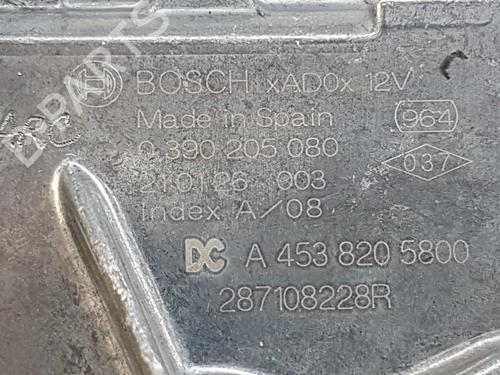 BOSCH xAD0x 12V
Made in Spain
964
0 390 205 080
037
210126 003
Index A/08
DC A 453 820 5800
287108228R
B-PARTS